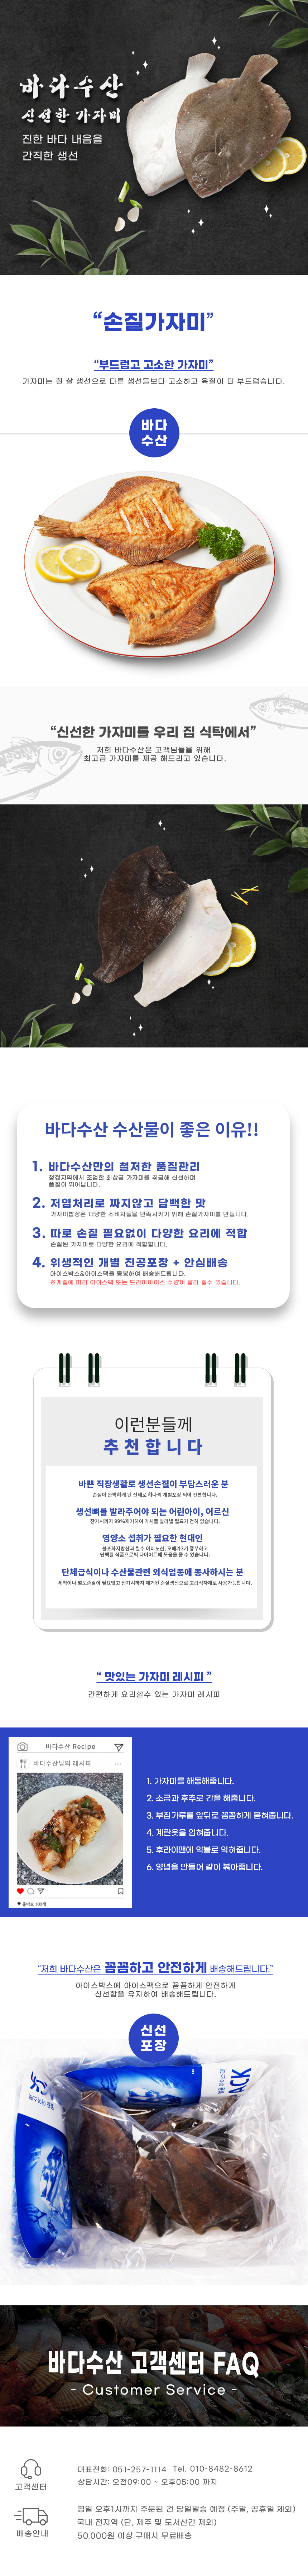 바다수산
신선한 가자미
진한 바다 내음을
간직한 생선
“손질가자미”
“부드럽고 고소한 가자미”
가자미는 흰 살 생선으로 다른 생선들보다 고소하고 육질이 더 부드럽습니다.
바다
수산
“신선한 가자미를 우리 집 식탁에서”
저희 바다수산은 고객님들을 위해
최고급 가자미를 제공 해드리고 있습니다.
바다수산 수산물이 좋은 이유!!
1. 바다수산만의 철저한 품질관리
청정지역에서 조업한 최상급 가자미를 취급해 신선하며
품질이 뛰어납니다.
2. 저염처리로 짜지않고 담백한 맛
가자미밥상은 다양한 소비자들을 만족시키기 위해 손질가자미를 만듭니다.
3. 따로 손질 필요없이 다양한 요리에 적합
손질된 가자미로 다양한 요리에 적합합니다.
4. 위생적인 개별 진공포장 + 안심배송
아이스박스&아이스팩을 동봉하여 배송해드립니다.
※계절에 따라 아이스팩 또는 드라이아이스 수량이 달라 질수 있습니다.
이런분들께
추천합니다
바쁜 직장생활로 생선손질이 부담스러운 분
손질이 완벽하게 된 상태로 하나씩 개별포장 되어 간편합니다.
생선뼈를 발라주어야 되는 어린아이, 어르신
잔가시까지 99%제거하여 가시를 발라낼 필요가 전혀 없습니다.
영양소 섭취가 필요한 현대인
불포화지방산과 필수 아미노산, 오메가3가 풍부하고
단백질 식품으로써 다이어트에 도움을 줄 수 있습니다.
단체급식이나 수산물관련 외식업종에 종사하시는 분
세척이나 별도손질이 필요없고 잔가시까지 제거된 순살생선으로 고급식자재로 사용가능합니다.
“ 맛있는 가자미 레시피 ”
간편하게 요리할수 있는 가자미 레시피
바다수산 Recipe
바다수산님의 레시피
1. 가자미를 해동해줍니다.
2. 소금과 후추로 간을 해줍니다.
3. 부침가루를 앞뒤로 꼼꼼하게 묻혀줍니다.
4. 계란옷을 입혀줍니다.
5. 후라이팬에 약불로 익혀줍니다.
6. 양념을 만들어 같이 볶아줍니다.
“저희 바다수산은 꼼꼼하고 안전하게 배송해드립니다.”
아이스박스에 아이스팩으로 꼼꼼하게 안전하게
신선함을 유지하여 배송해드립니다.
신선
포장
바다수산 고객센터 FAQ
- Customer Service -
고객센터
대표전화: 051-257-1114 Tel. 010-8482-8612
상담시간: 오전09:00 ~ 오후05:00 까지
배송안내
평일 오후1시까지 주문된 건 당일발송 예정 (주말, 공휴일 제외)
국내 전지역 (단, 제주 및 도서산간 제외)
50,000원 이상 구매시 무료배송